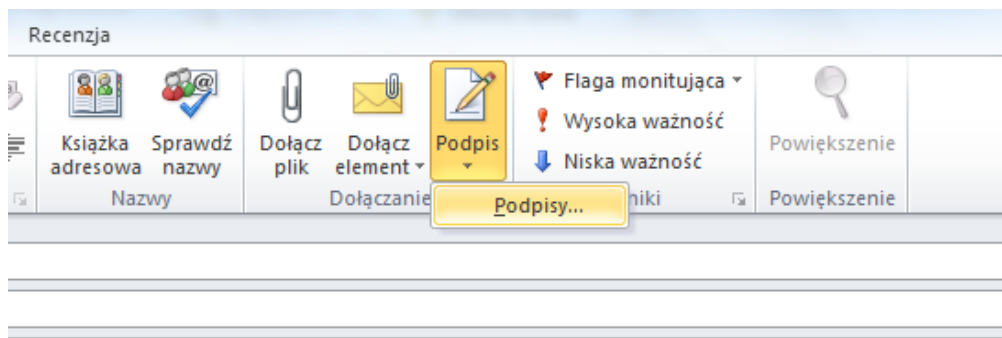 Recenzja
Książka adresowa
Sprawdź nazwy
Dołącz plik
Dołącz element
Podpis
Flaga monitująca
Wysoka ważność
Niska ważność
Powiększenie
Nazwy
Dołączanie
Podpisy...
niki
Powiększenie